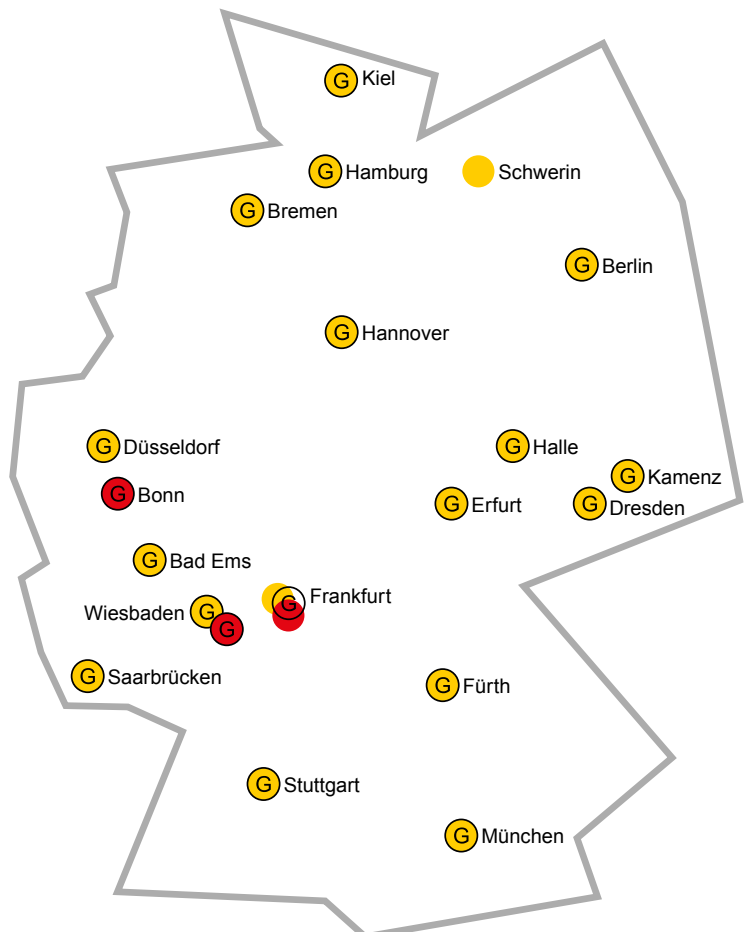 G Kiel
G Hamburg
Schwerin
G Bremen
G Berlin
G Hannover
G Düsseldorf
G Halle
G Kamenz
G Bonn
G Erfurt
G Dresden
G Bad Ems
G Frankfurt
Wiesbaden G
G
G Saarbrücken
G Fürth
G Stuttgart
G München